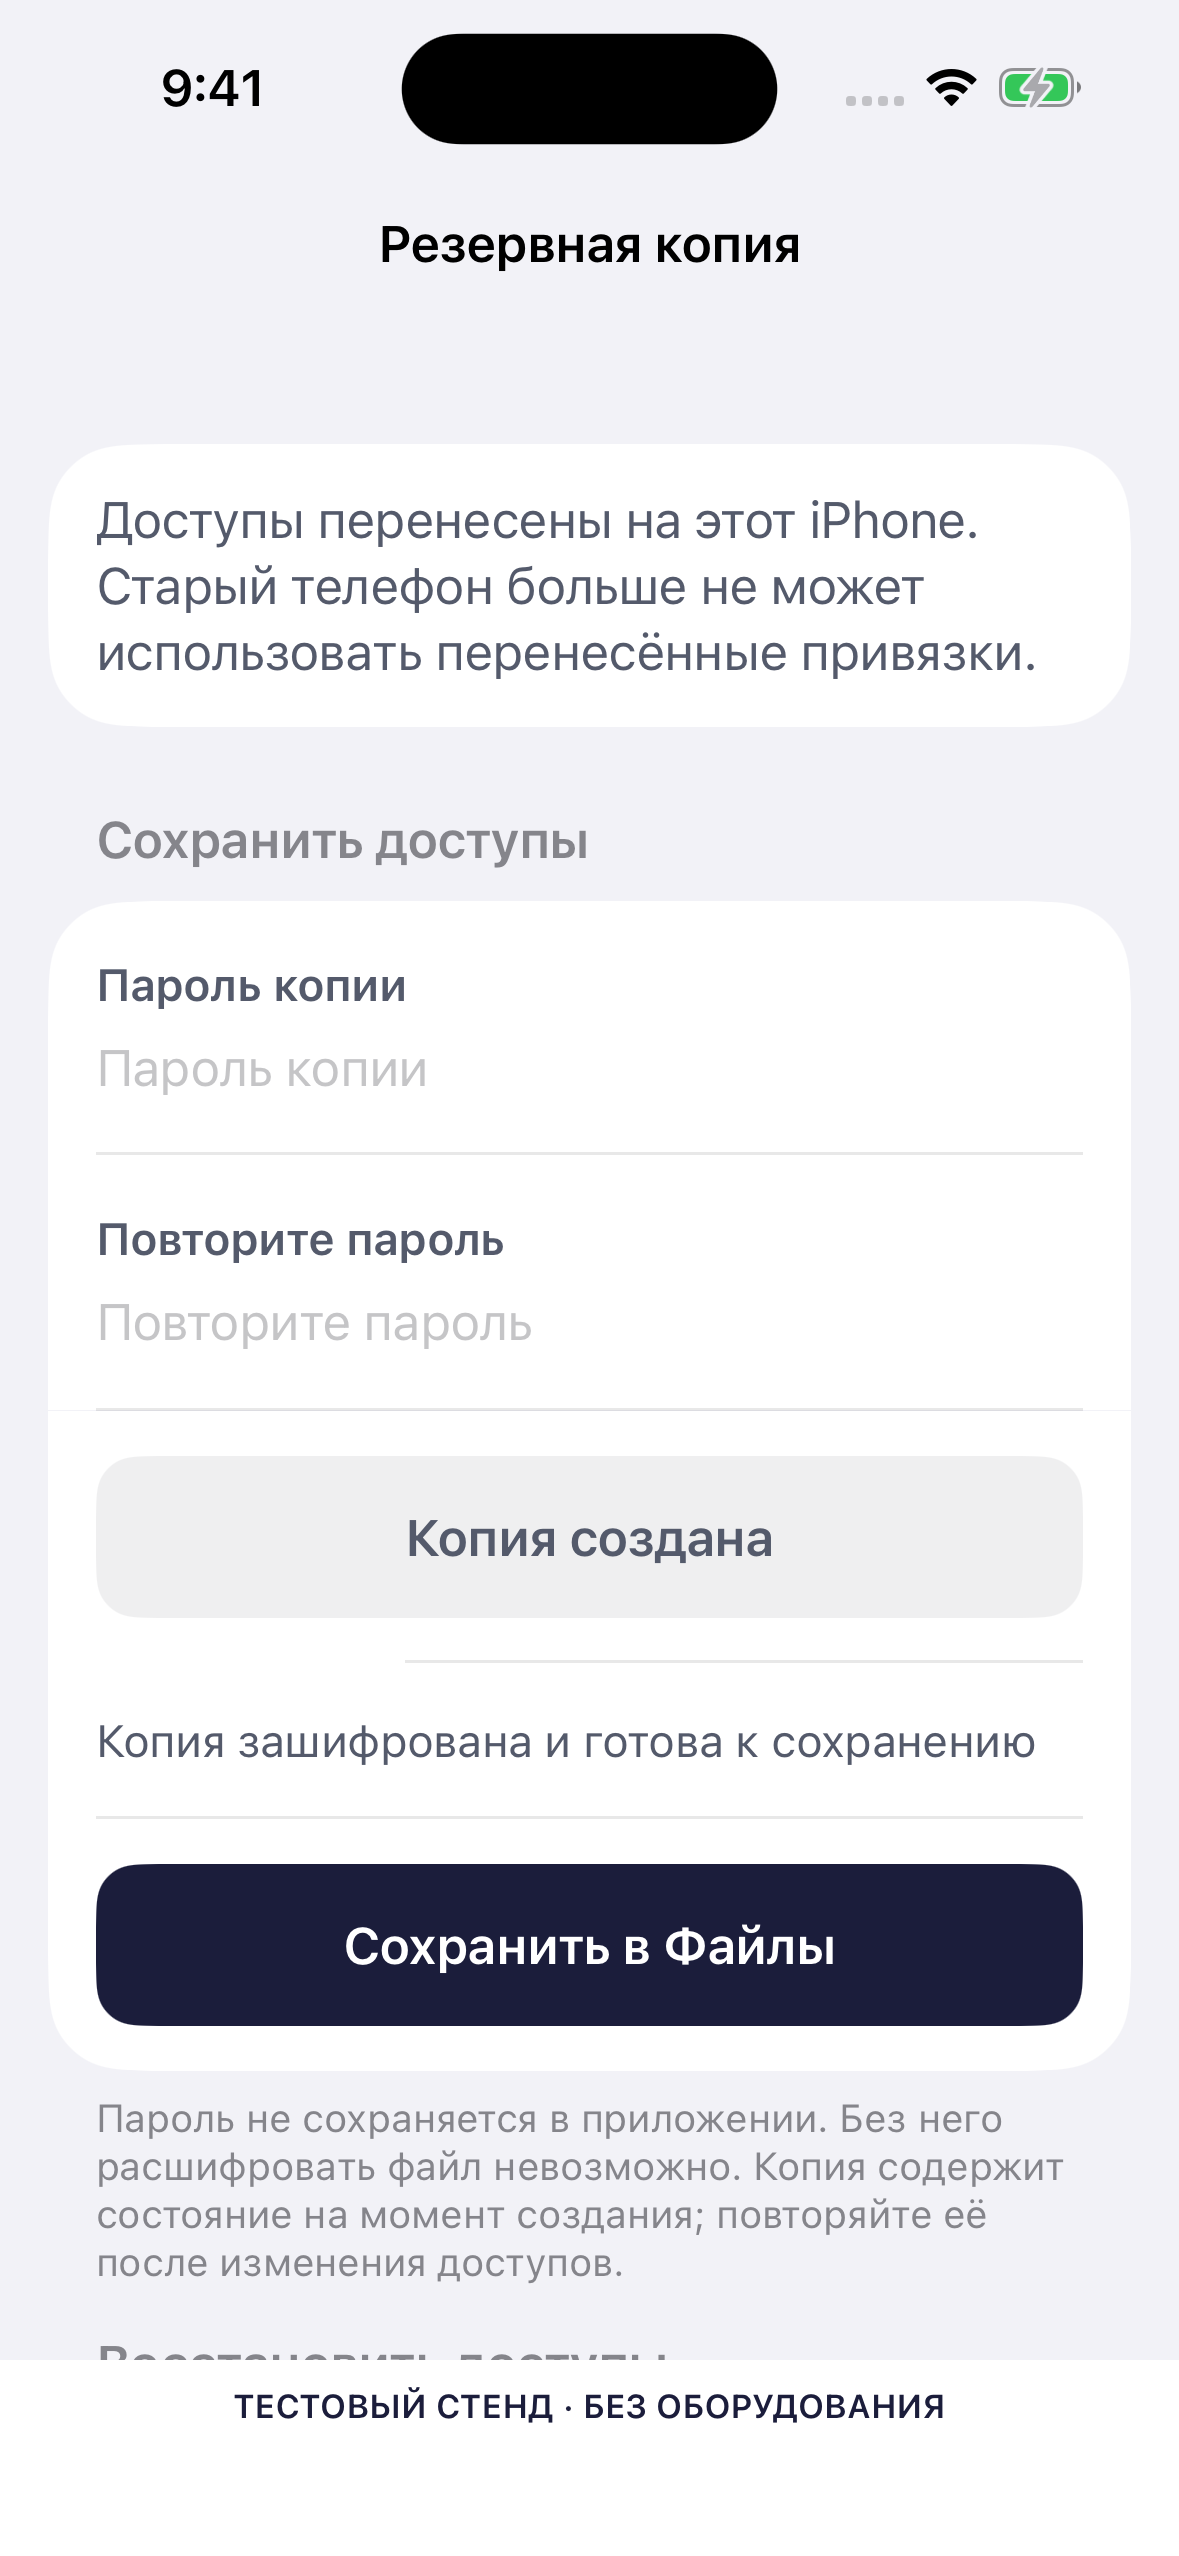 9:41
Резервная копия
Доступы перенесены на этот iPhone.
Старый телефон больше не может
использовать перенесённые привязки.
Сохранить доступы
Пароль копии
Пароль копии
Повторите пароль
Повторите пароль
Копия создана
Копия зашифрована и готова к сохранению
Сохранить в Файлы
Пароль не сохраняется в приложении. Без него
расшифровать файл невозможно. Копия содержит
состояние на момент создания; повторяйте её
после изменения доступов.
Восстановить доступы
ТЕСТОВЫЙ СТЕНД · БЕЗ ОБОРУДОВАНИЯ